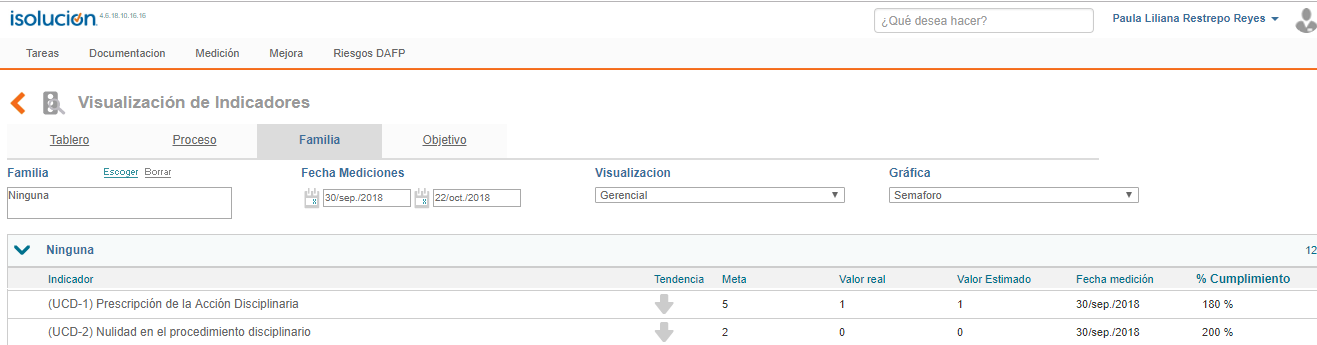 isolución 4.6.18.10.16.16
¿Qué desea hacer?
Paula Liliana Restrepo Reyes
Tareas Documentacion Medición Mejora Riesgos DAFP
Visualización de Indicadores
Tablero Proceso Familia Objetivo
Familia Escoger Borrar Fecha Mediciones Visualizacion Gráfica
Ninguna 30/sep./2018 22/oct./2018 Gerencial Semaforo
Ninguna 12
Indicador Tendencia Meta Valor real Valor Estimado Fecha medición % Cumplimiento
(UCD-1) Prescripción de la Acción Disciplinaria 5 1 1 30/sep./2018 180 %
(UCD-2) Nulidad en el procedimiento disciplinario 2 0 0 30/sep./2018 200 %